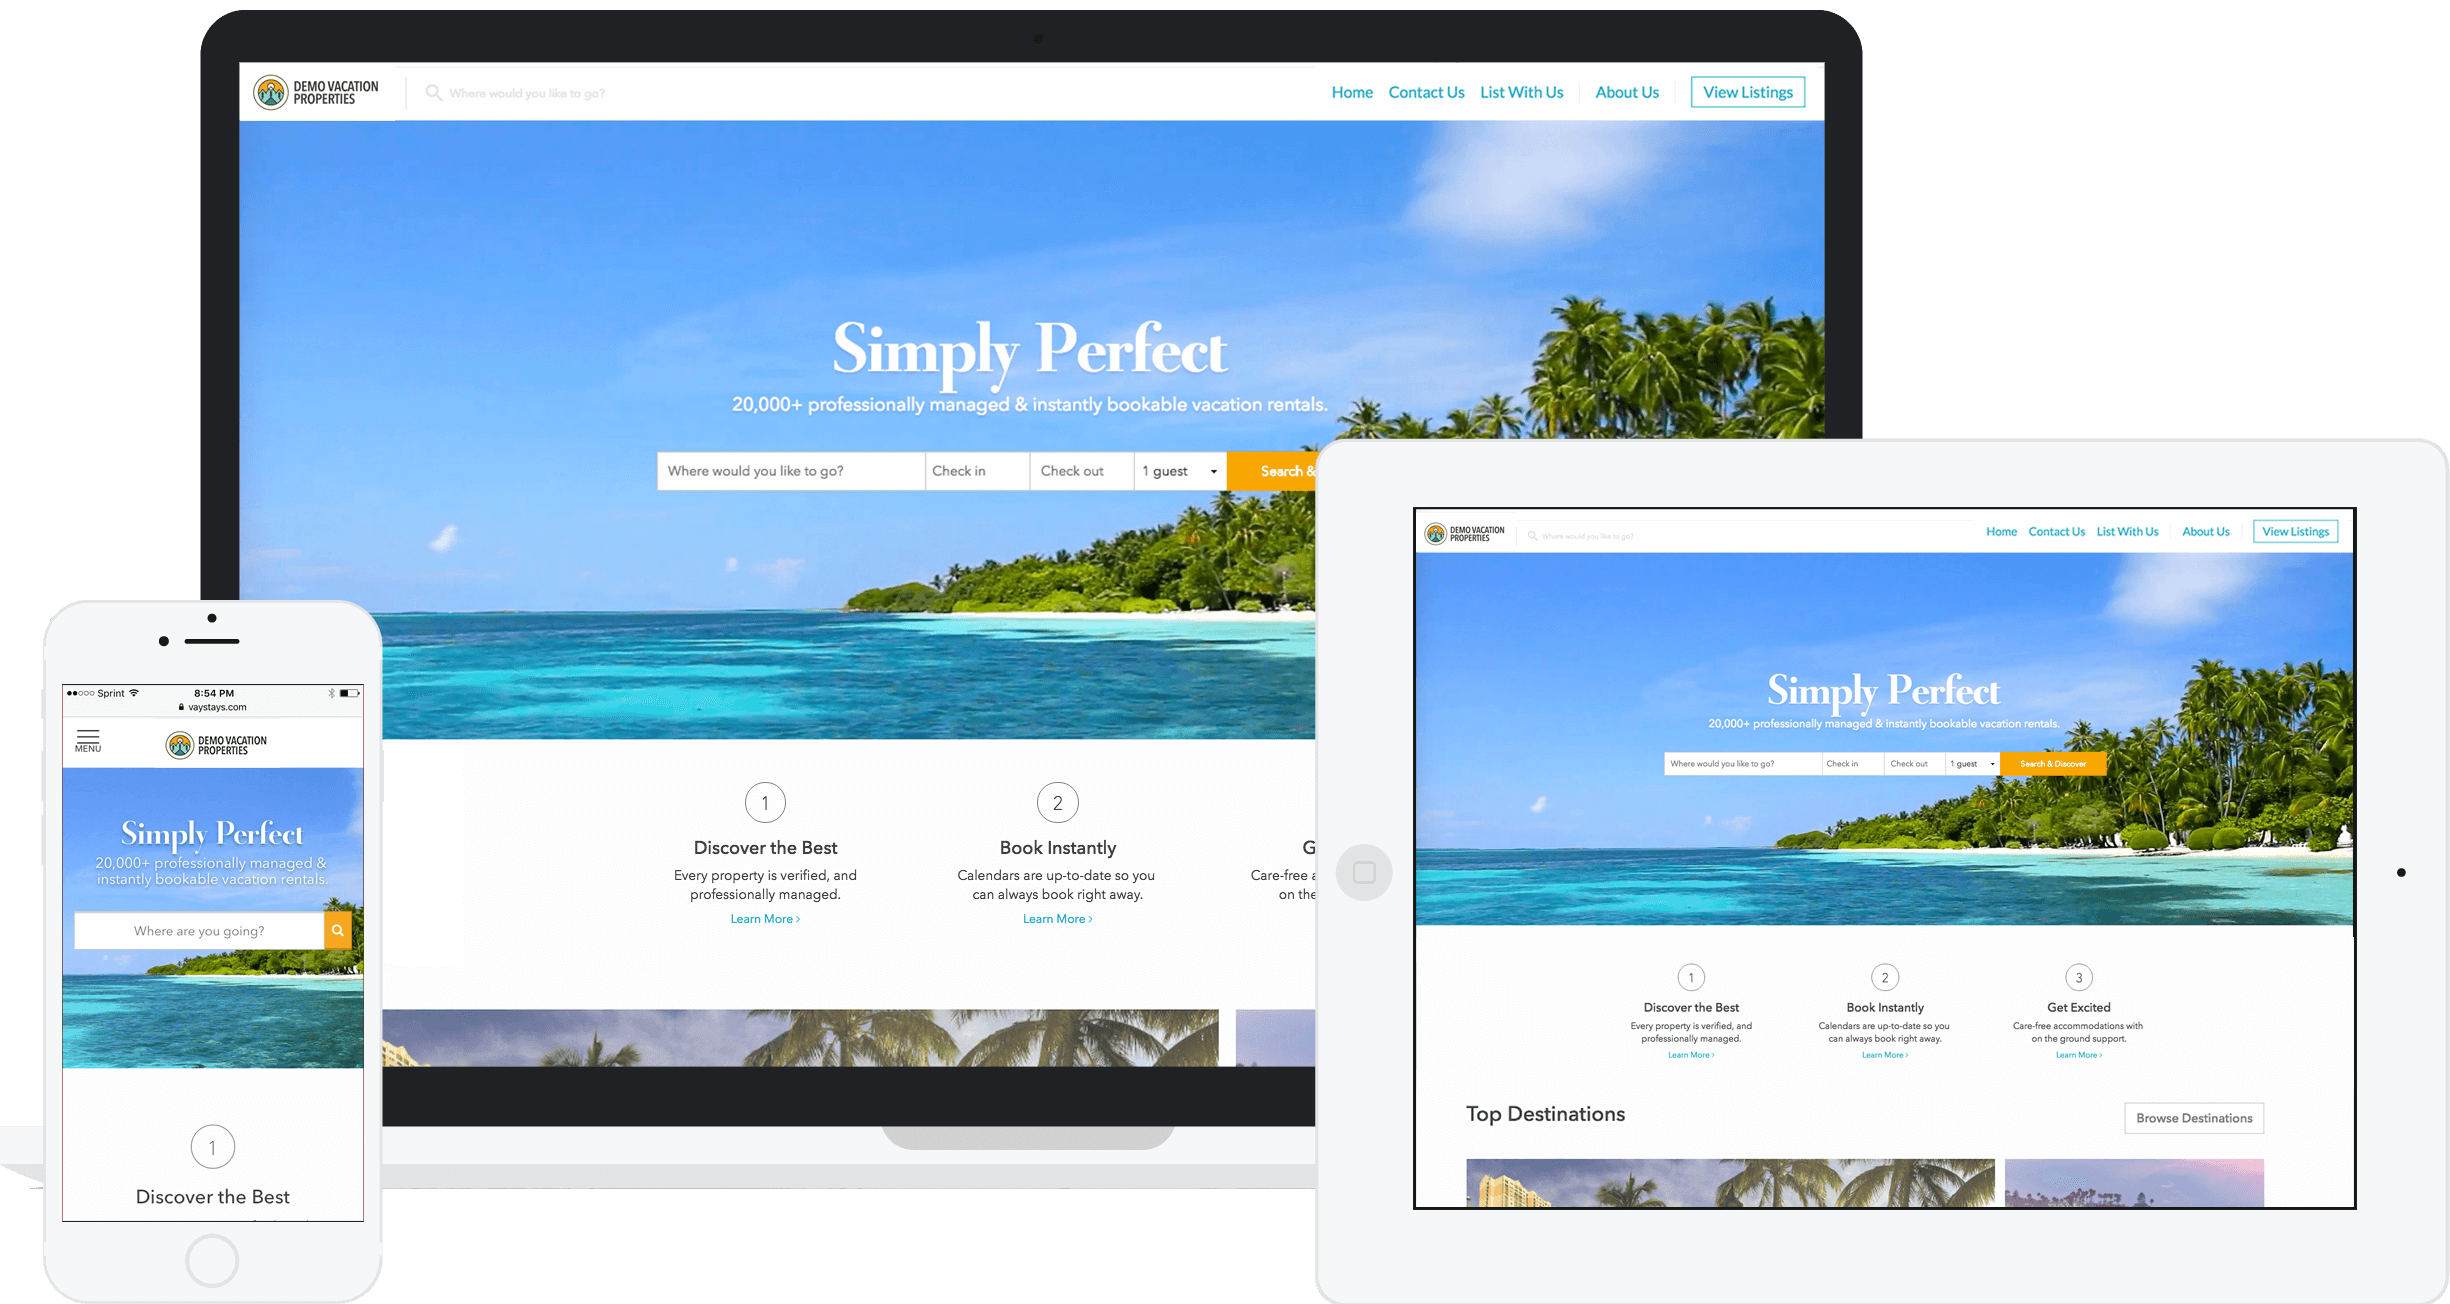 DEMO VACATION
PROPERTIES
Where would you like to go?
Home Contact Us List With Us About Us View Listings
Simply Perfect
20,000+ professionally managed & instantly bookable vacation rentals.
Where would you like to go? Check in Check out 1 guest Search &
1
Discover the Best
Every property is verified, and
professionally managed.
Learn More >
2
Book Instantly
Calendars are up-to-date so you
can always book right away.
Learn More >
G
Care-free
on the
Sprint 8:54 PM
vaystays.com
MENU
DEMO VACATION
PROPERTIES
Simply Perfect
20,000+ professionally managed &
instantly bookable vacation rentals.
Where are you going?
1
Discover the Best
DEMO VACATION
PROPERTIES
Where would you like to go?
Home Contact Us List With Us About Us View Listings
Simply Perfect
20,000+ professionally managed & instantly bookable vacation rentals.
Where would you like to go? Check in Check out 1 guest Search & Discover
1
Discover the Best
Every property is verified, and
professionally managed.
Learn More >
2
Book Instantly
Calendars are up-to-date so you
can always book right away.
Learn More >
3
Get Excited
Care-free accommodations with
on the ground support.
Learn More >
Top Destinations
Browse Destinations